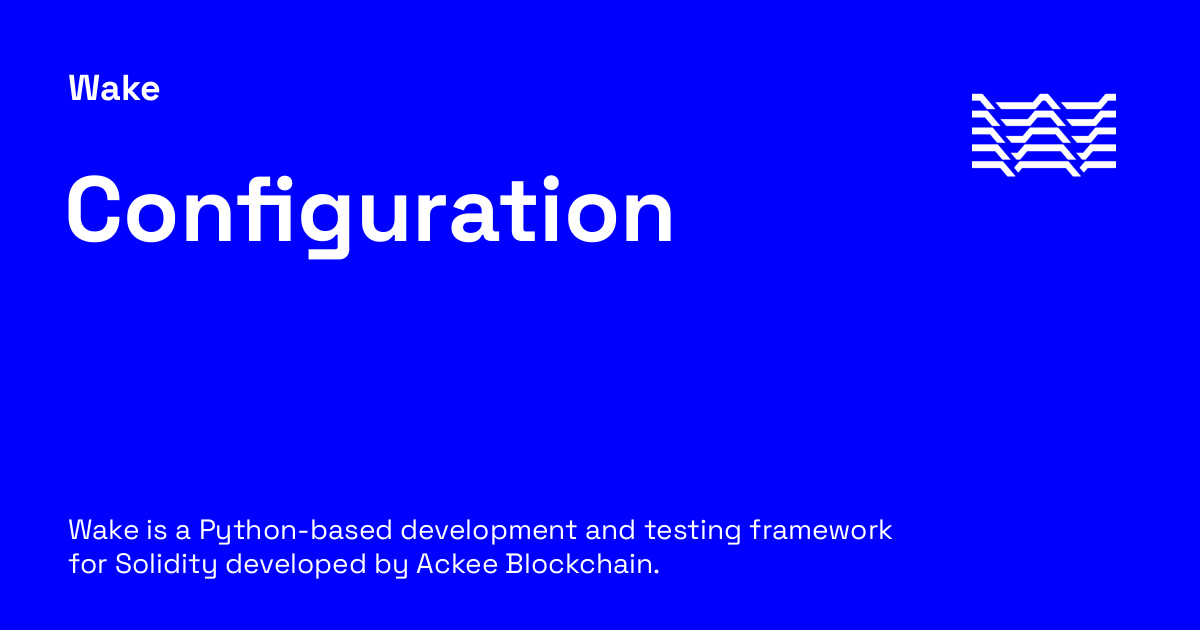 Wake
Configuration
Wake is a Python-based development and testing framework
for Solidity developed by Ackee Blockchain.